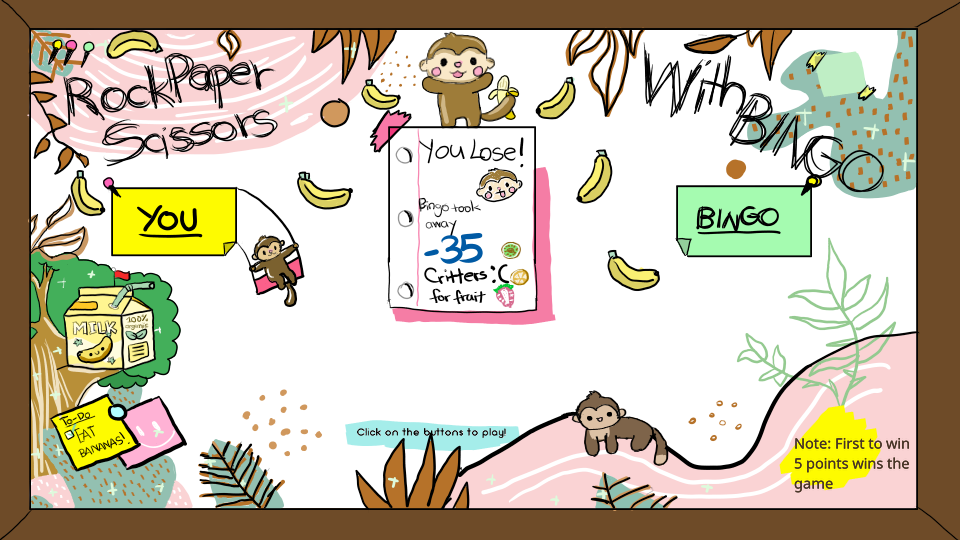 RockPaper
Scissors
With
BINGO
You Lose!
Bingo took
away
-35
Critters :C
for fruit
YOU
BINGO
MILK
100%
organic
To-Do
EAT
BANANAS!
Click on the buttons to play!
Note: First to win
5 points wins the
game